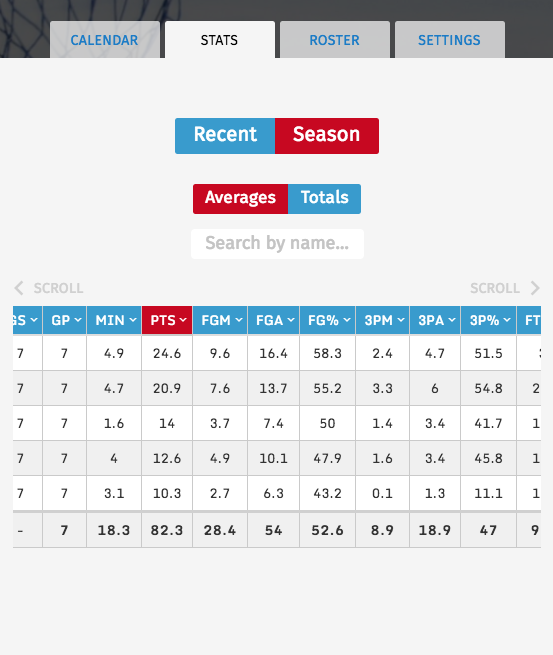 CALENDAR STATS ROSTER SETTINGS
Recent Season
Averages Totals
Search by name...
SCROLL SCROLL
GS GP MIN PTS FGM FGA FG% 3PM 3PA 3P% FT
7 7 4.9 24.6 9.6 16.4 58.3 2.4 4.7 51.5
7 7 4.7 20.9 7.6 13.7 55.2 3.3 6 54.8 2
7 7 1.6 14 3.7 7.4 50 1.4 3.4 41.7 1
7 7 4 12.6 4.9 10.1 47.9 1.6 3.4 45.8 1
7 7 3.1 10.3 2.7 6.3 43.2 0.1 1.3 11.1 1
- 7 18.3 82.3 28.4 54 52.6 8.9 18.9 47 9